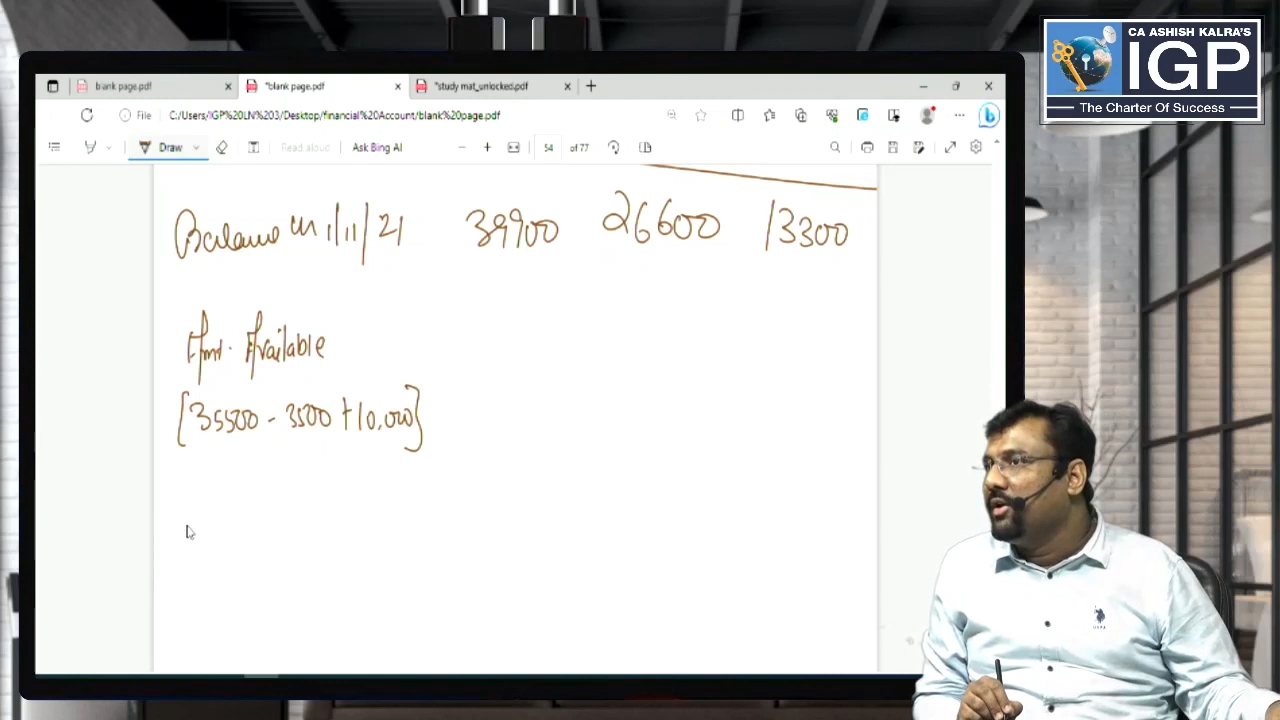 CA ASHISH KALRA'S
IGP
The Charter Of Success
blank page.pdf
*blank page.pdf
*study mat_unlocked.pdf
File
C:/Users/IGP%20LN%203/Desktop/financial%20Account/blank%20page.pdf
Draw
Read aloud
Ask Bing AI
54 of 77
Balance on 1/11/21 39900 26600 13300
Amt. Available
[35500 - 3500 + 10,000]